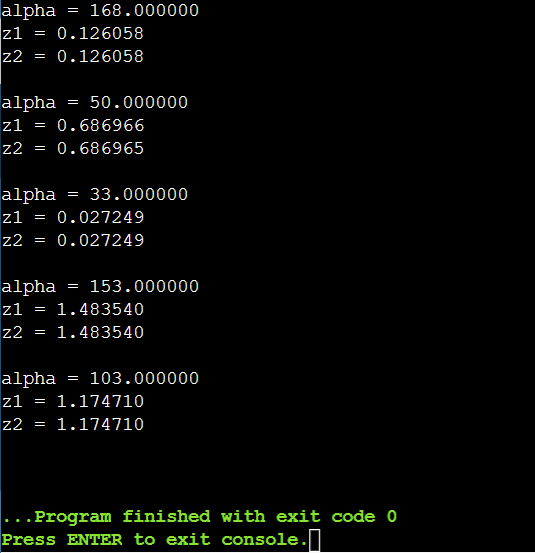 alpha = 168.000000
z1 = 0.126058
z2 = 0.126058
alpha = 50.000000
z1 = 0.686966
z2 = 0.686965
alpha = 33.000000
z1 = 0.027249
z2 = 0.027249
alpha = 153.000000
z1 = 1.483540
z2 = 1.483540
alpha = 103.000000
z1 = 1.174710
z2 = 1.174710
...Program finished with exit code 0
Press ENTER to exit console.